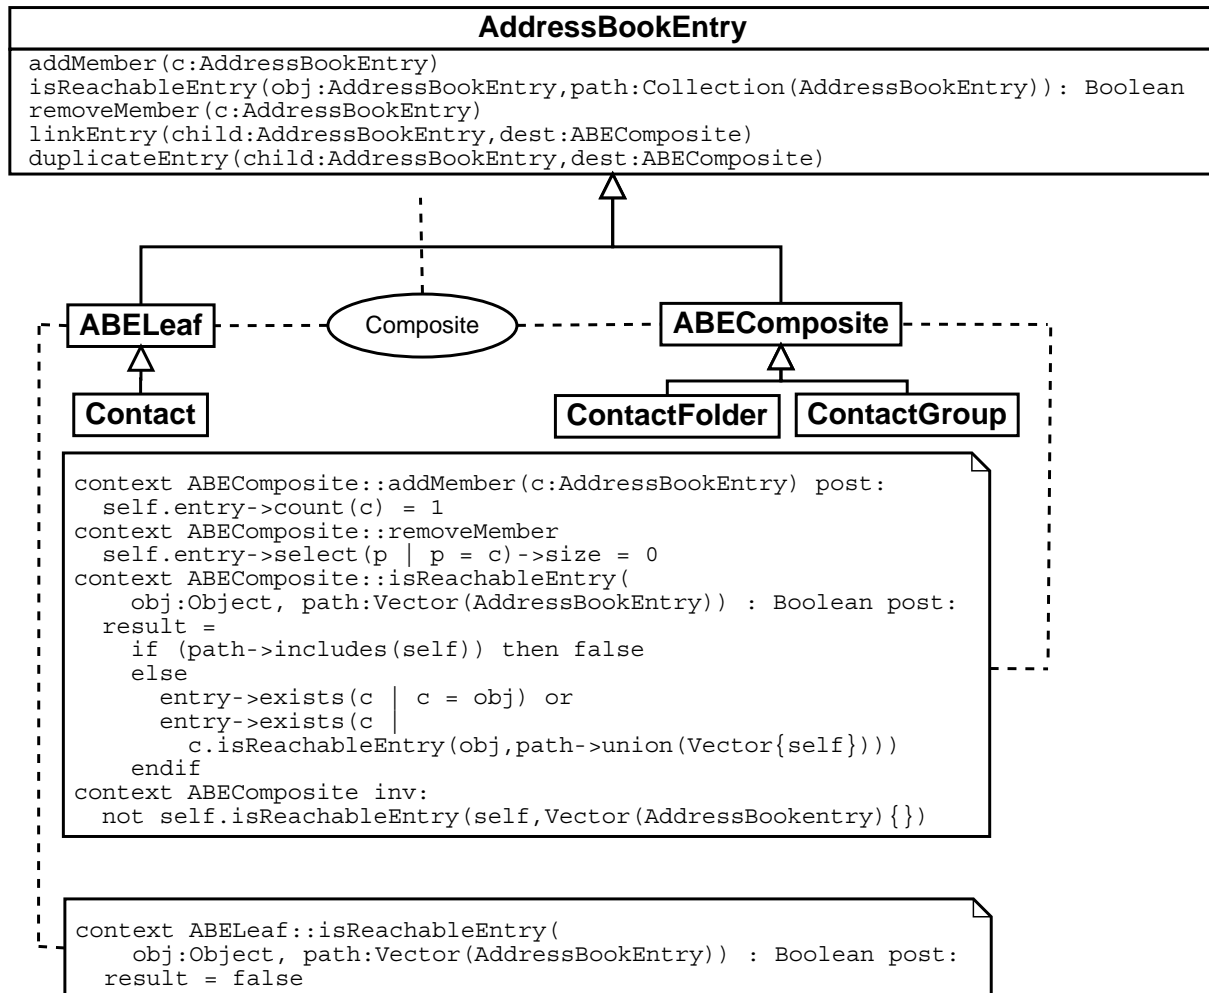 AddressBookEntry
addMember(c:AddressBookEntry)
isReachableEntry(obj:AddressBookEntry,path:Collection(AddressBookEntry)): Boolean
removeMember(c:AddressBookEntry)
linkEntry(child:AddressBookEntry,dest:ABEComposite)
duplicateEntry(child:AddressBookEntry,dest:ABEComposite)
ABELeaf
Composite
ABEComposite
Contact
ContactFolder
ContactGroup
context ABEComposite::addMember(c:AddressBookEntry) post:
self.entry->count(c) = 1
context ABEComposite::removeMember
self.entry->select(p | p = c)->size = 0
context ABEComposite::isReachableEntry(
obj:Object, path:Vector(AddressBookEntry)) : Boolean post:
result =
if (path->includes(self)) then false
else
entry->exists(c | c = obj) or
entry->exists(c |
c.isReachableEntry(obj,path->union(Vector{self})))
endif
context ABEComposite inv:
not self.isReachableEntry(self,Vector(AddressBookentry){})
context ABELeaf::isReachableEntry(
obj:Object, path:Vector(AddressBookEntry)) : Boolean post:
result = false